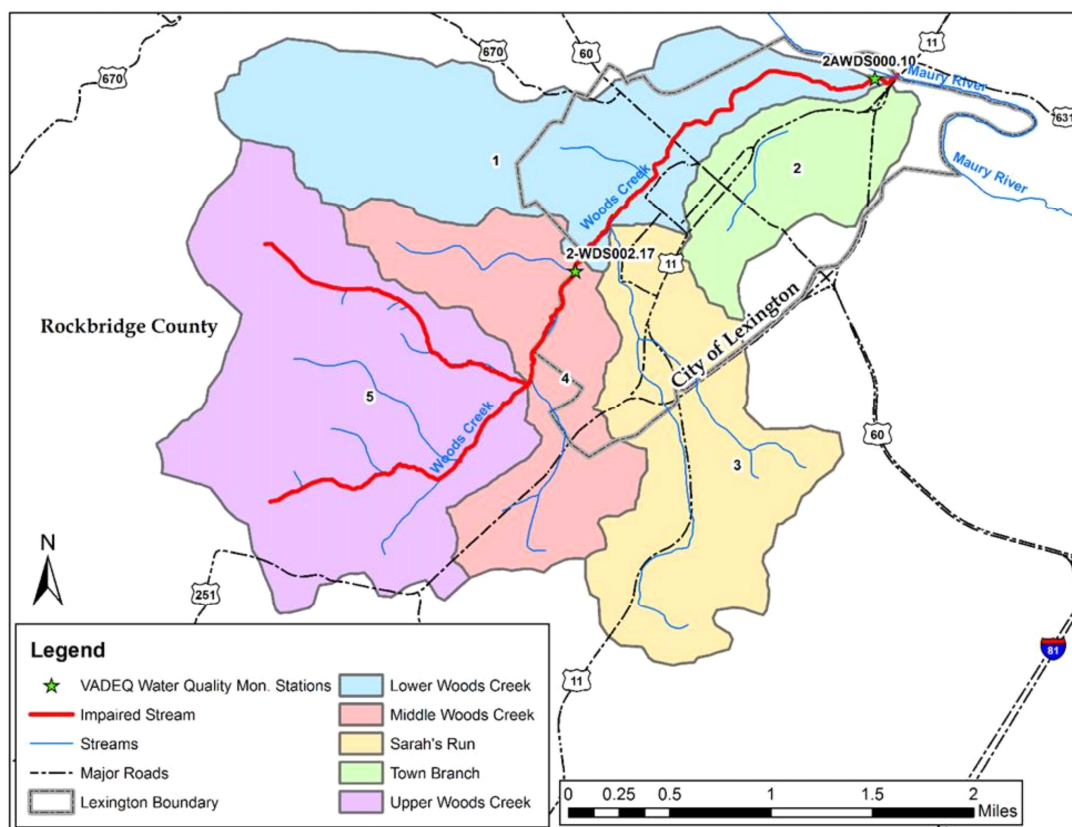 670
60
11
670
2AWDS000.10
Maury River
631
1
2
Maury River
Woods Creek
2-WDS002.17
11
Rockbridge County
City of Lexington
4
5
Woods Creek
60
3
N
251
81
11
Legend
VADEQ Water Quality Mon. Stations
Impaired Stream
Streams
Major Roads
Lexington Boundary
Lower Woods Creek
Middle Woods Creek
Sarah's Run
Town Branch
Upper Woods Creek
0 0.25 0.5 1 1.5 2
Miles